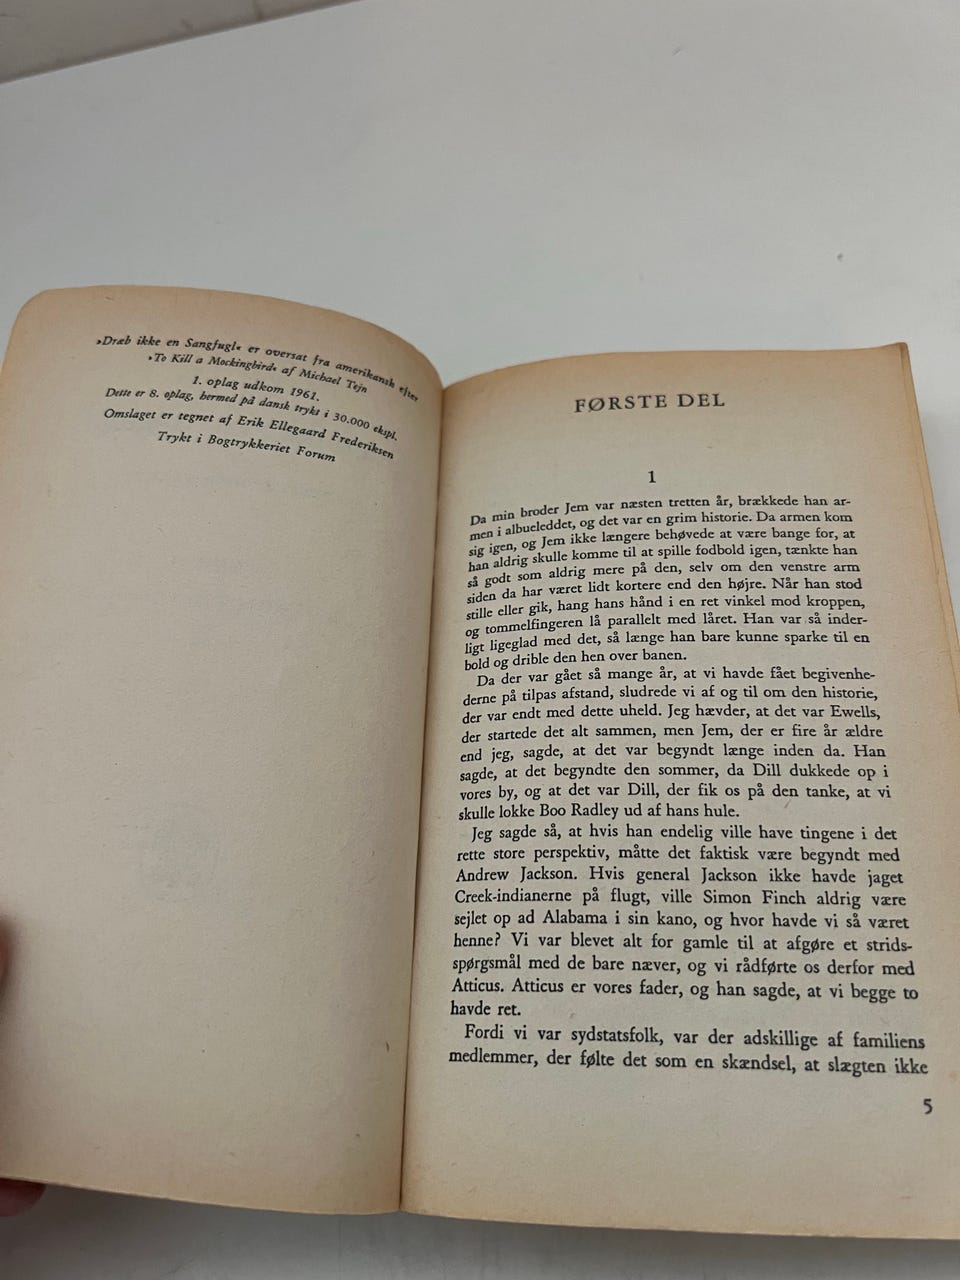 »Dræb ikke en Sangfugl« er oversat fra amerikansk efter
»To Kill a Mockingbird« af Michael Tejn
1. oplag udkom 1961.
Dette er 8. oplag, hermed på dansk trykt i 30.000 ekspl.
Omslaget er tegnet af Erik Ellegaard Frederiksen
Trykt i Bogtrykkeriet Forum
FØRSTE DEL
1
Da min broder Jem var næsten tretten år, brækkede han ar-
men i albueleddet, og det var en grim historie. Da armen kom
sig igen, og Jem ikke længere behøvede at være bange for, at
han aldrig skulle komme til at spille fodbold igen, tænkte han
så godt som aldrig mere på den, selv om den venstre arm
siden da har været lidt kortere end den højre. Når han stod
stille eller gik, hang hans hånd i en ret vinkel mod kroppen,
og tommelfingeren lå parallelt med låret. Han var så inder-
ligt ligeglad med det, så længe han bare kunne sparke til en
bold og drible den hen over banen.
Da der var gået så mange år, at vi havde fået begivenhe-
derne på tilpas afstand, sludrede vi af og til om den historie,
der var endt med dette uheld. Jeg hævder, at det var Ewells,
der startede det alt sammen, men Jem, der er fire år ældre
end jeg, sagde, at det var begyndt længe inden da. Han
sagde, at det begyndte den sommer, da Dill dukkede op i
vores by, og at det var Dill, der fik os på den tanke, at vi
skulle lokke Boo Radley ud af hans hule.
Jeg sagde så, at hvis han endelig ville have tingene i det
rette store perspektiv, måtte det faktisk være begyndt med
Andrew Jackson. Hvis general Jackson ikke havde jaget
Creek-indianerne på flugt, ville Simon Finch aldrig være
sejlet op ad Alabama i sin kano, og hvor havde vi så været
henne? Vi var blevet alt for gamle til at afgøre et strids-
spørgsmål med de bare næver, og vi rådførte os derfor med
Atticus. Atticus er vores fader, og han sagde, at vi begge to
havde ret.
Fordi vi var sydstatsfolk, var der adskillige af familiens
medlemmer, der følte det som en skændsel, at slægten ikke
5